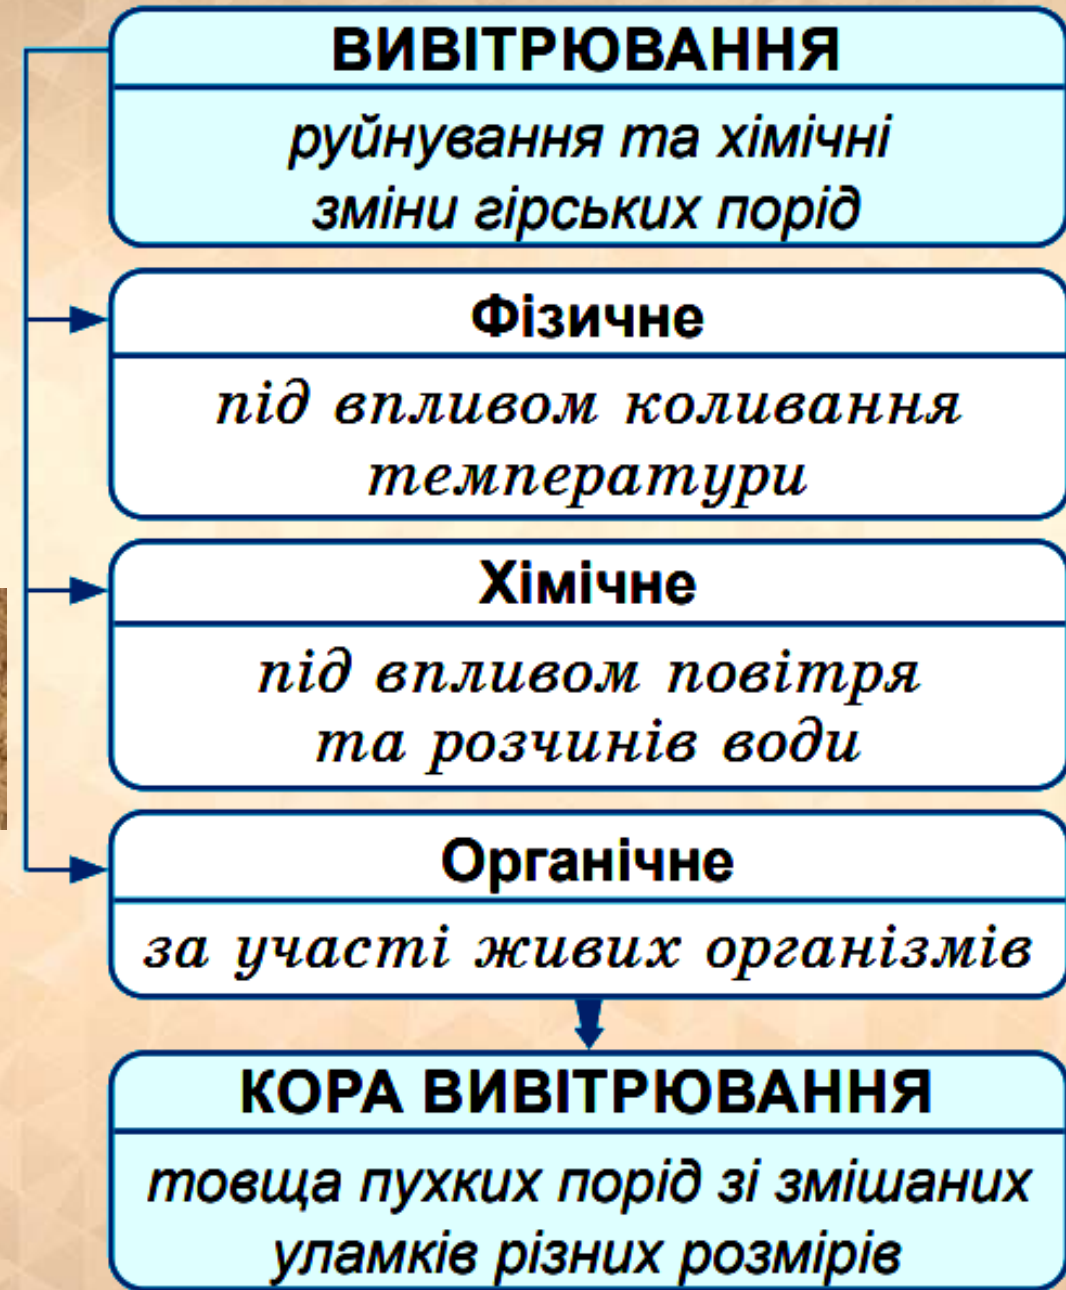 ВИВІТРЮВАННЯ
руйнування та хімічні
зміни гірських порід
Фізичне
під впливом коливання
температури
Хімічне
під впливом повітря
та розчинів води
Органічне
за участі живих організмів
КОРА ВИВІТРЮВАННЯ
товща пухких порід зі змішаних
уламків різних розмірів